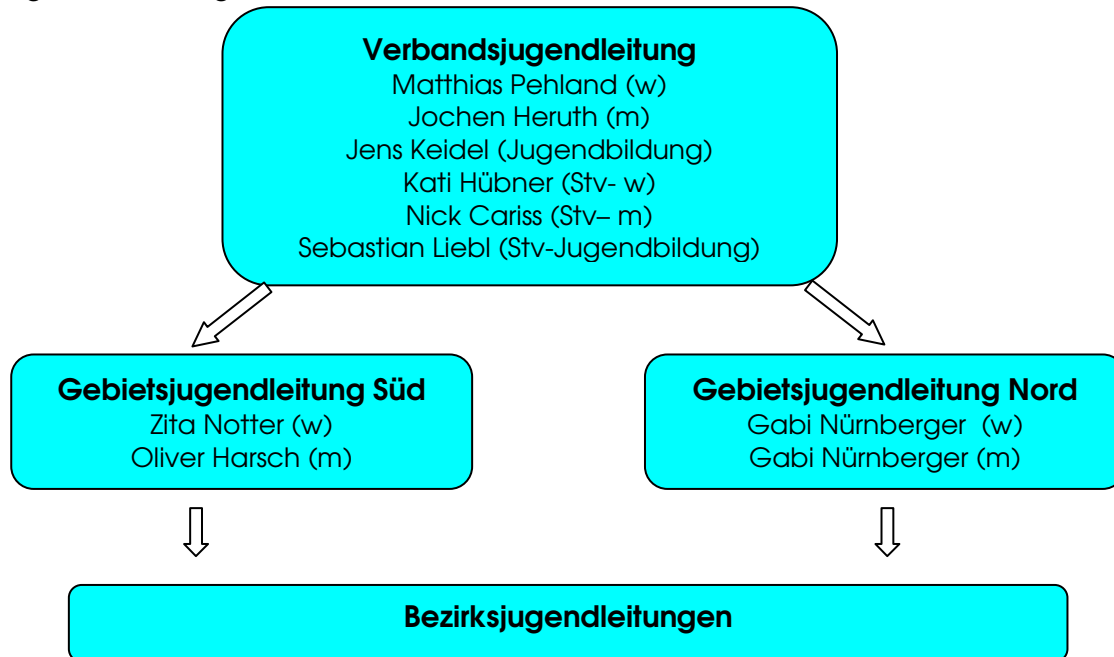 Verbandsjugendleitung
Matthias Pehland (w)
Jochen Heruth (m)
Jens Keidel (Jugendbildung)
Kati Hübner (Stv- w)
Nick Cariss (Stv– m)
Sebastian Liebl (Stv-Jugendbildung)
Gebietsjugendleitung Süd
Zita Notter (w)
Oliver Harsch (m)
Gebietsjugendleitung Nord
Gabi Nürnberger (w)
Gabi Nürnberger (m)
Bezirksjugendleitungen